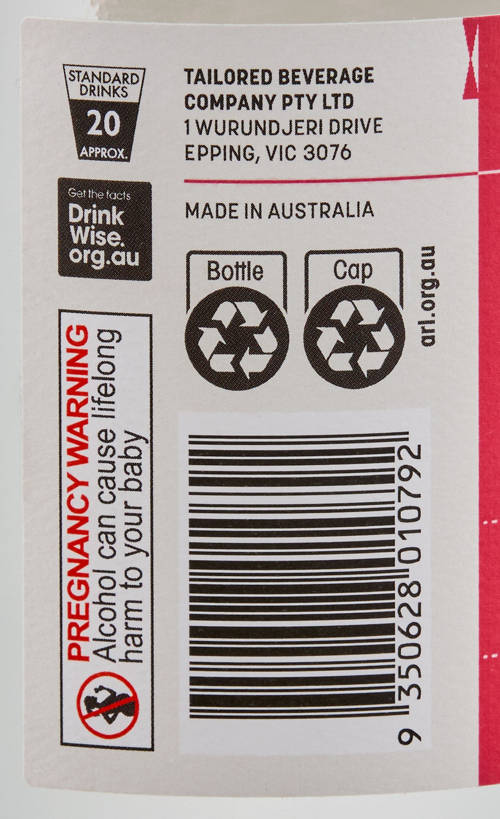 STANDARD
DRINKS
20
APPROX.
Get the facts
Drink
Wise.
org.au
TAILORED BEVERAGE
COMPANY PTY LTD
1 WURUNDJERI DRIVE
EPPING, VIC 3076
MADE IN AUSTRALIA
Bottle
Cap
arl.org.au
PREGNANCY WARNING
Alcohol can cause lifelong
harm to your baby
9 350628 010792